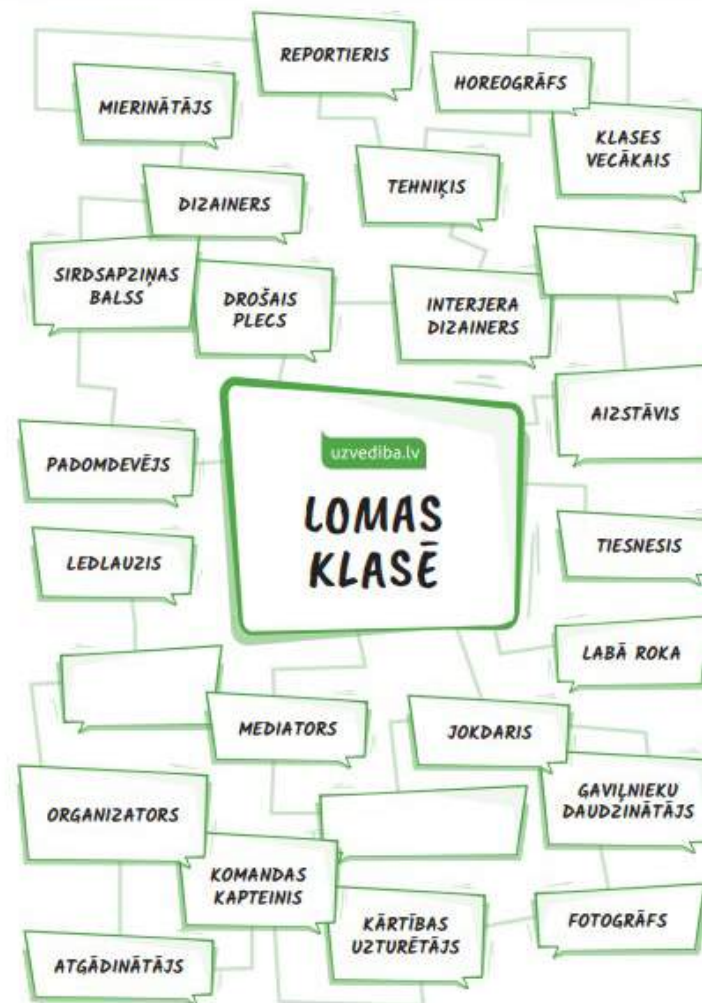 REPORTIERIS
HOREOGRĀFS
MIERINĀTĀJS
KLASES
VECĀKAIS
TEHNIĶIS
DIZAINERS
SIRDSAPZIŅAS
BALSS
DROŠAIS
PLECS
INTERJERA
DIZAINERS
AIZSTĀVIS
uzvediba.lv
PADOMDEVĒJS
LOMAS
KLASĒ
TIESNESIS
LEDLAUZIS
LABĀ ROKA
MEDIATORS
JOKDARIS
GAVIĻNIEKU
DAUDZINĀTĀJS
ORGANIZATORS
KOMANDAS
KAPTEINIS
KĀRTĪBAS
UZTURĒTĀJS
FOTOGRĀFS
ATGĀDINĀTĀJS